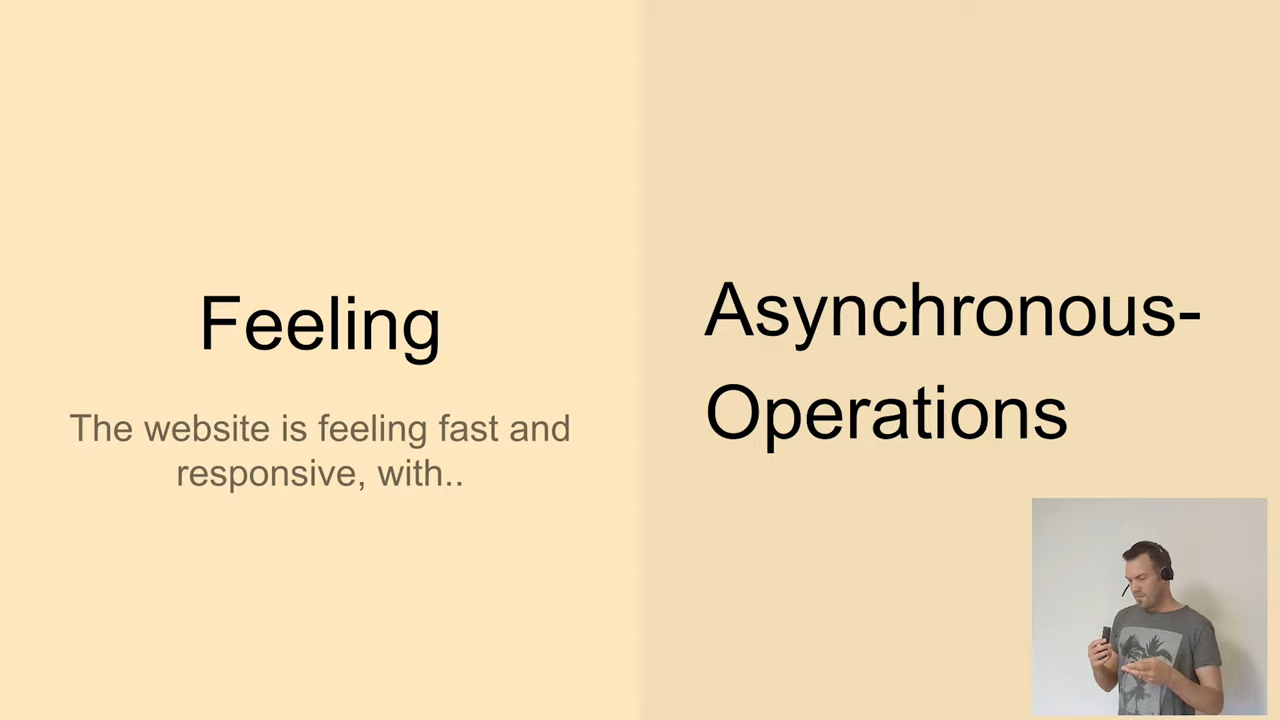 Feeling
The website is feeling fast and
responsive, with..
Asynchronous-
Operations